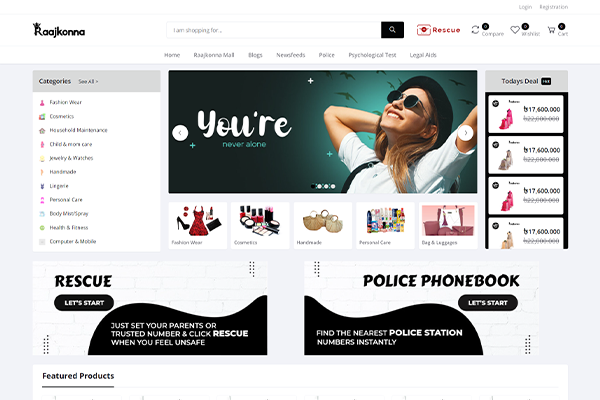 Login Registration
Raajkonna
I am shopping for ..
Rescue
0
Compare
0
Wishlist
0
Cart
Home Raajkonna Mall Blogs Newsfeeds Police Psychological Test Legal Aids
Categories See All >
Fashion Wear
Cosmetics
Household Maintenance
Child & mom care
Jewelry & Watches
Handmade
Lingerie
Personal Care
Body Mist/Spray
Health & Fitness
Computer & Mobile
You're
never alone
Todays Deal Hot
৳17,600.000
৳22,000.000
৳17,600.000
৳22,000.000
৳17,600.000
৳22,000.000
৳17,600.000
৳22,000.000
Fashion Wear
Cosmetics
Handmade
Personal Care
Bag & Luggages
RESCUE
LET'S START
JUST SET YOUR PARENTS OR
TRUSTED NUMBER & CLICK RESCUE
WHEN YOU FEEL UNSAFE
POLICE PHONEBOOK
LET'S START
FIND THE NEAREST POLICE STATION
NUMBERS INSTANTLY
Featured Products